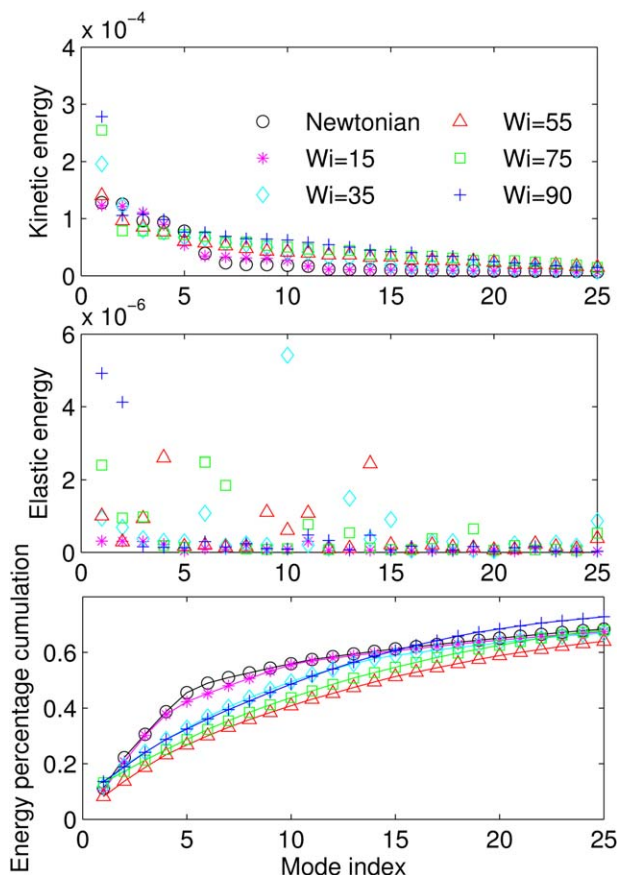 x 10⁻⁴
4
3
2
1
0
Kinetic energy
Newtonian
Wi=15
Wi=35
Wi=55
Wi=75
Wi=90
0 5 10 15 20 25
x 10⁻⁶
6
4
2
0
Elastic energy
0 5 10 15 20 25
0.6
0.4
0.2
0
Energy percentage cumulation
0 5 10 15 20 25
Mode index